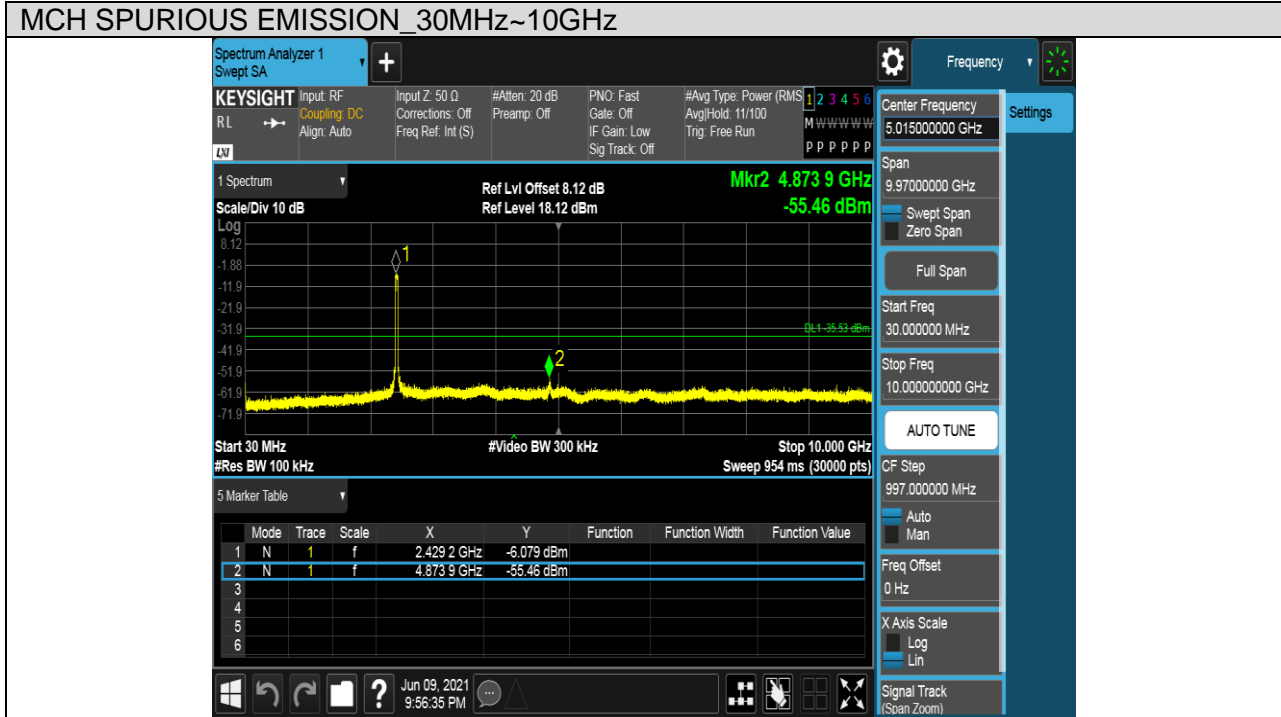 MCH SPURIOUS EMISSION_30MHz~10GHz
Spectrum Analyzer 1
Swept SA
Frequency
KEYSIGHT
RL
LXI
Input: RF
Coupling: DC
Align: Auto
Input Z: 50 Ω
Corrections: Off
Freq Ref: Int (S)
#Atten: 20 dB
Preamp: Off
PNO: Fast
Gate: Off
IF Gain: Low
Sig Track: Off
#Avg Type: Power (RMS
Avg|Hold: 11/100
Trig: Free Run
1 2 3 4 5 6
M W W W W W
P P P P P P
1 Spectrum
Scale/Div 10 dB
Ref Lvl Offset 8.12 dB
Ref Level 18.12 dBm
Mkr2 4.873 9 GHz
-55.46 dBm
Log
8.12
-1.88
-11.9
-21.9
-31.9
-41.9
-51.9
-61.9
-71.9
1
2
DL1 -35.53 dBm
Start 30 MHz
#Res BW 100 kHz
#Video BW 300 kHz
Stop 10.000 GHz
Sweep 954 ms (30000 pts)
5 Marker Table
Mode Trace Scale X Y Function Function Width Function Value
1 N 1 f 2.429 2 GHz -6.079 dBm
2 N 1 f 4.873 9 GHz -55.46 dBm
3
4
5
6
Jun 09, 2021
9:56:35 PM
Center Frequency
5.015000000 GHz
Span
9.97000000 GHz
Swept Span
Zero Span
Full Span
Start Freq
30.000000 MHz
Stop Freq
10.000000000 GHz
AUTO TUNE
CF Step
997.000000 MHz
Auto
Man
Freq Offset
0 Hz
X Axis Scale
Log
Lin
Signal Track
(Span Zoom)
Settings